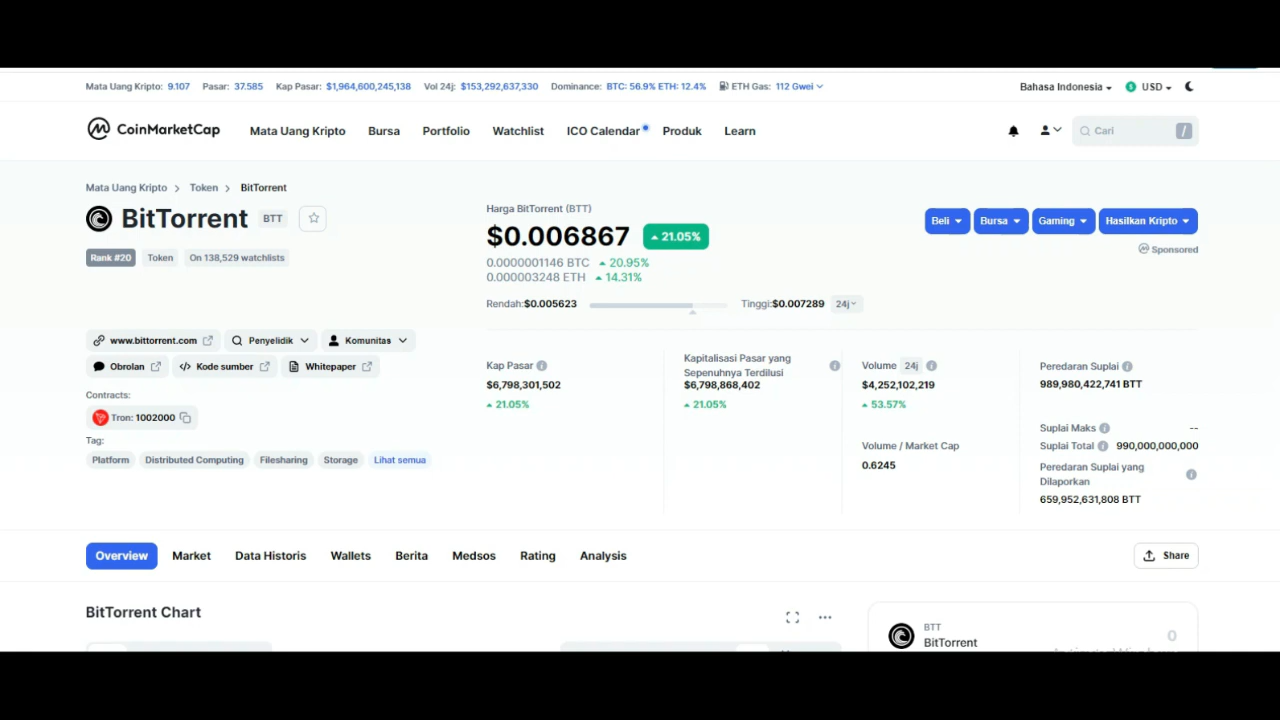 Mata Uang Kripto: 9.107 Pasar: 37.585 Kap Pasar: $1,964,600,245,138 Vol 24j: $153,292,637,330 Dominance: BTC: 56.9% ETH: 12.4% ETH Gas: 112 Gwei Bahasa Indonesia USD
CoinMarketCap Mata Uang Kripto Bursa Portfolio Watchlist ICO Calendar Produk Learn Cari /
Mata Uang Kripto > Token > BitTorrent
BitTorrent BTT
Rank #20 Token On 138,529 watchlists
Harga BitTorrent (BTT)
$0.006867 21.05%
0.0000001146 BTC 20.95%
0.000003248 ETH 14.31%
Rendah:$0.005623 Tinggi:$0.007289 24j
Beli Bursa Gaming Hasilkan Kripto
Sponsored
www.bittorrent.com Penyelidik Komunitas
Obrolan Kode sumber Whitepaper
Contracts:
Tron: 1002000
Tag:
Platform Distributed Computing Filesharing Storage Lihat semua
Kap Pasar
$6,798,301,502
21.05%
Kapitalisasi Pasar yang
Sepenuhnya Terdilusi
$6,798,868,402
21.05%
Volume 24j
$4,252,102,219
53.57%
Volume / Market Cap
0.6245
Peredaran Suplai
989,980,422,741 BTT
Suplai Maks --
Suplai Total 990,000,000,000
Peredaran Suplai yang
Dilaporkan
659,952,631,808 BTT
Overview Market Data Historis Wallets Berita Medsos Rating Analysis Share
BitTorrent Chart
BTT
BitTorrent
0